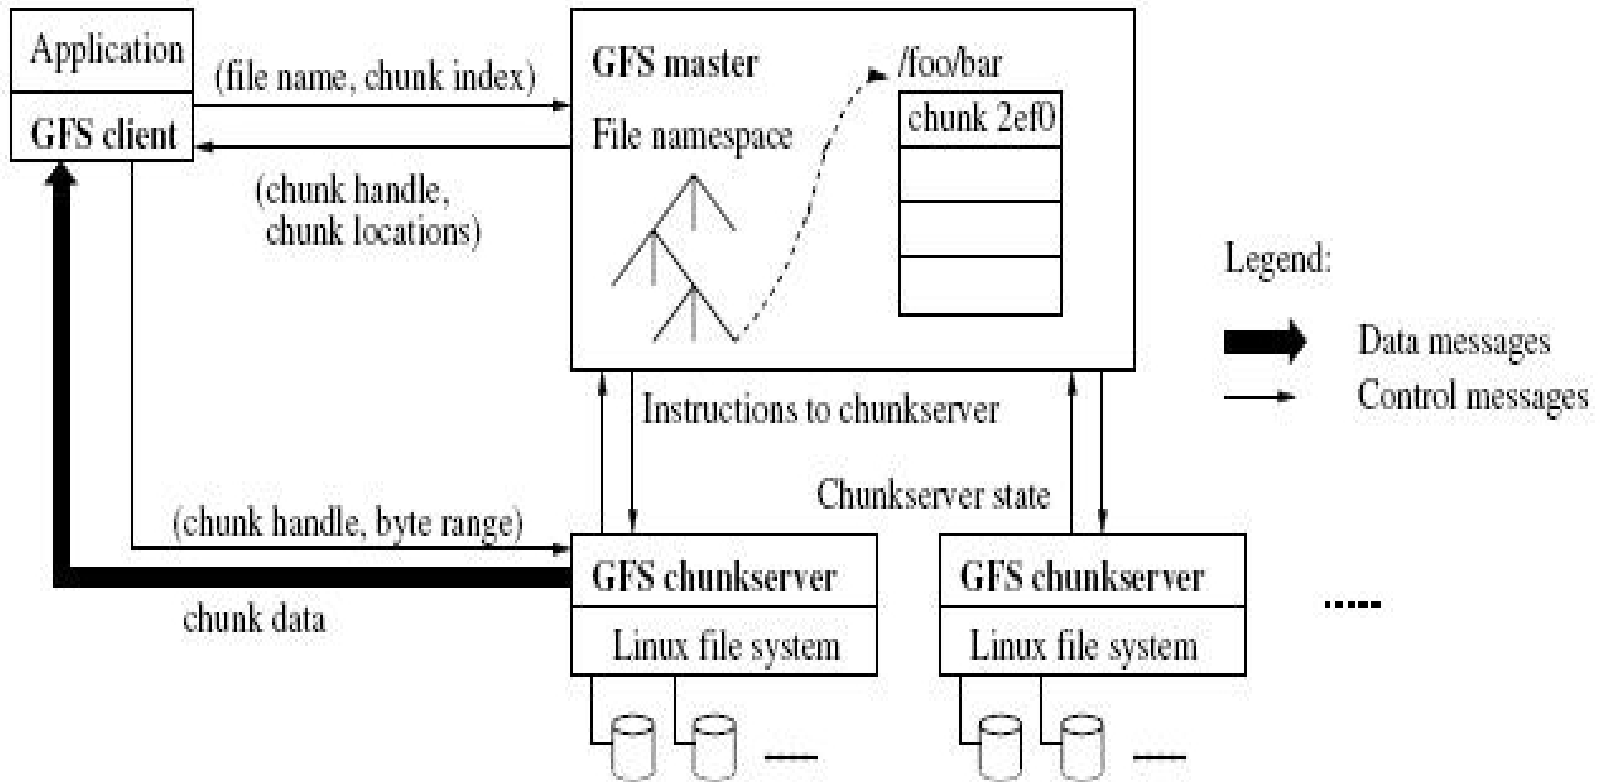 Application
GFS client
(file name, chunk index)
(chunk handle,
chunk locations)
GFS master
File namespace
/foo/bar
chunk 2ef0
Legend:
Data messages
Control messages
Instructions to chunkserver
Chunkserver state
(chunk handle, byte range)
chunk data
GFS chunkserver
Linux file system
GFS chunkserver
Linux file system